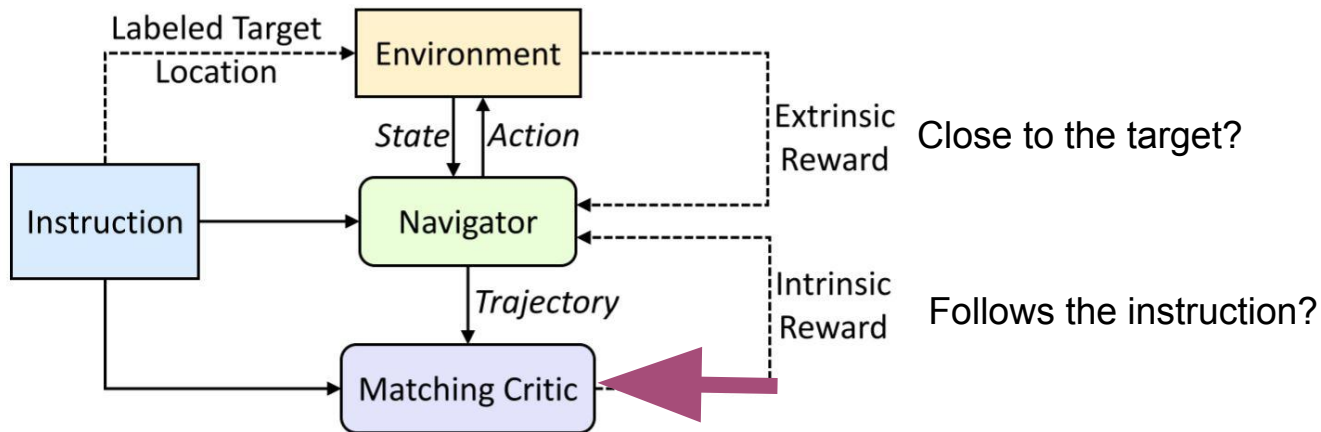 Labeled Target
Location
Environment
State
Action
Extrinsic
Reward
Close to the target?
Instruction
Navigator
Trajectory
Intrinsic
Reward
Follows the instruction?
Matching Critic